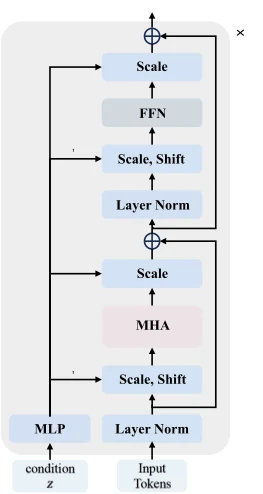 ×
Scale
FFN
,
Scale, Shift
Layer Norm
Scale
MHA
,
Scale, Shift
MLP
Layer Norm
condition
z
Input
Tokens